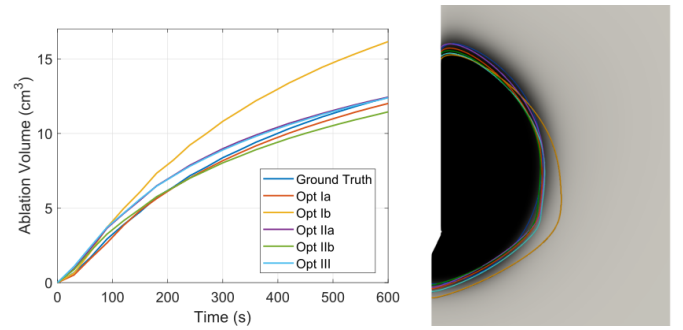 15
10
5
0
Ablation Volume (cm³)
Ground Truth
Opt Ia
Opt Ib
Opt IIa
Opt IIb
Opt III
0 100 200 300 400 500 600
Time (s)